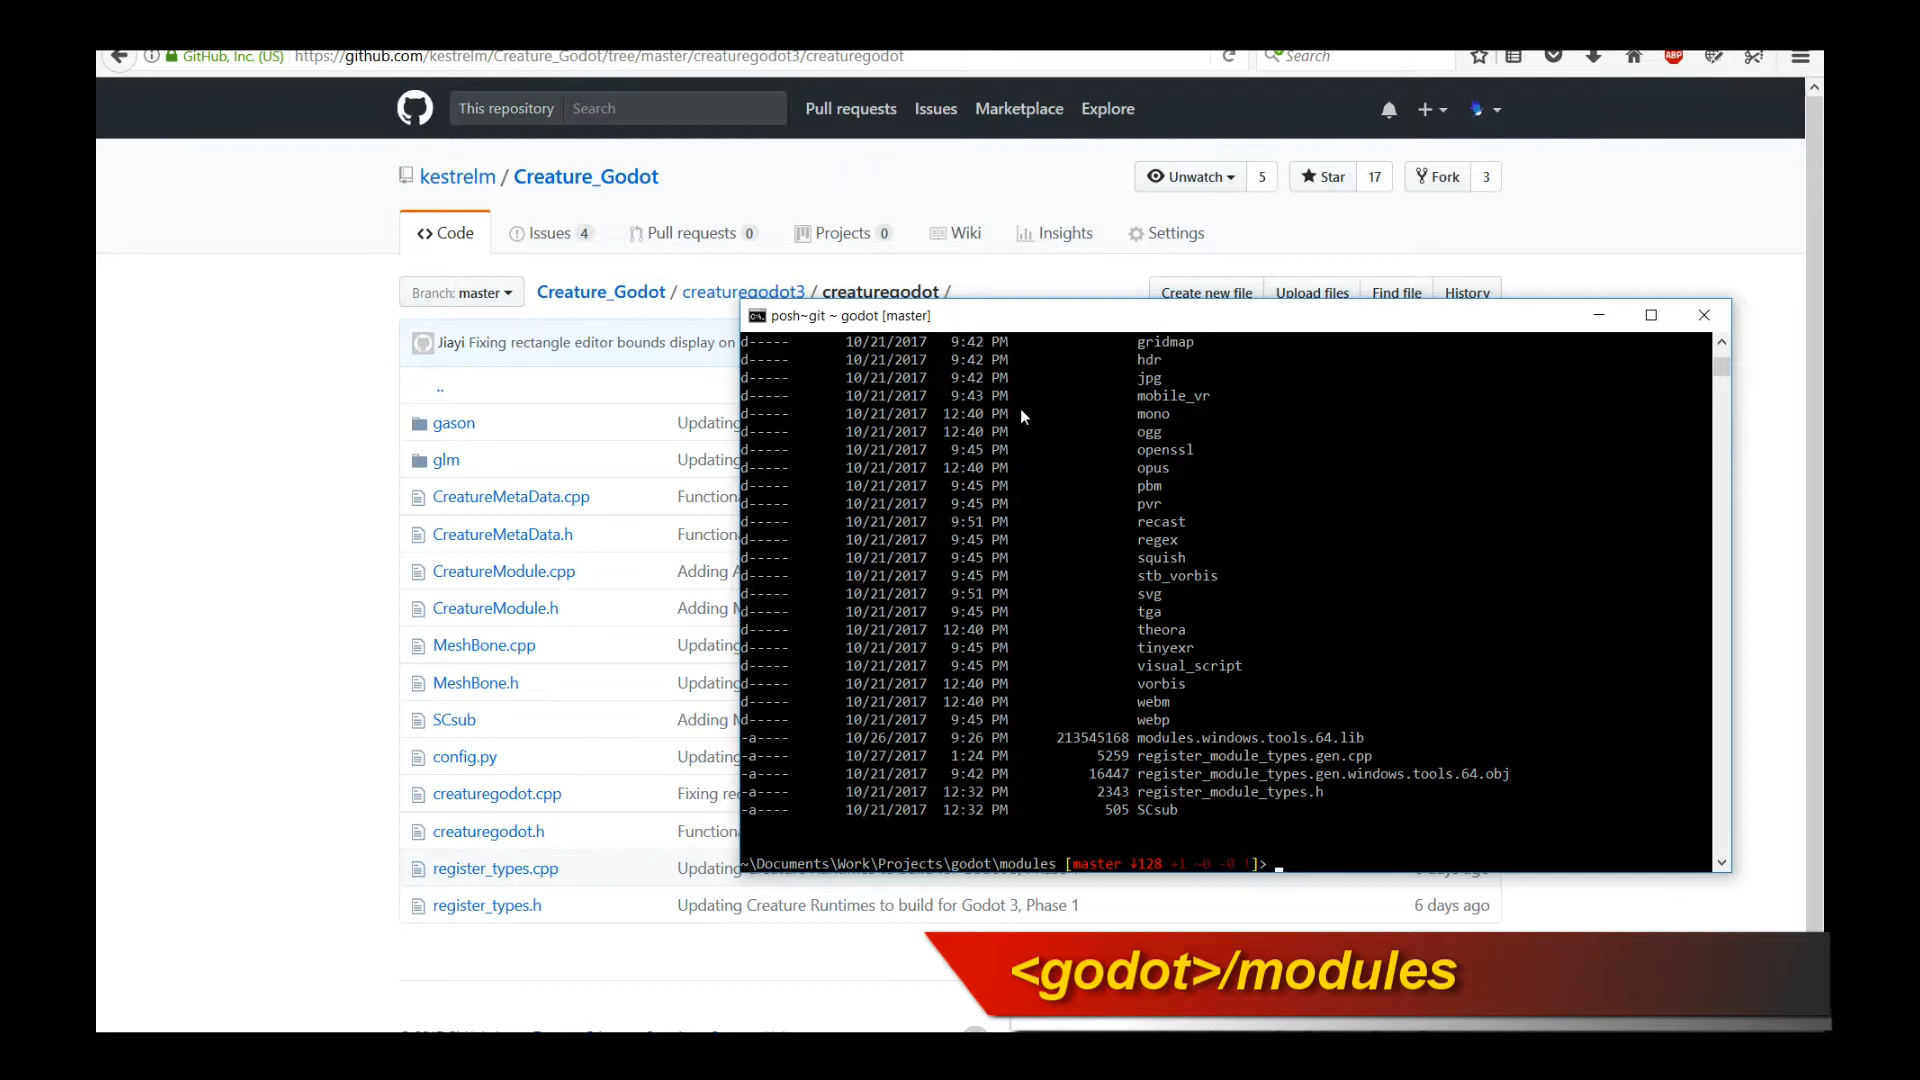 GitHub, Inc. (US) https://github.com/kestrelm/Creature_Godot/tree/master/creaturegodot3/creaturegodot Search ABP
This repository Search Pull requests Issues Marketplace Explore
kestrelm / Creature_Godot Unwatch 5 Star 17 Fork 3
Code Issues 4 Pull requests 0 Projects 0 Wiki Insights Settings
Branch: master Creature_Godot / creaturegodot3 / creaturegodot / Create new file Upload files Find file History
Jiayi Fixing rectangle editor bounds display on
..
gason Updating
glm Updating
CreatureMetaData.cpp Functiona
CreatureMetaData.h Functiona
CreatureModule.cpp Adding A
CreatureModule.h Adding M
MeshBone.cpp Updating
MeshBone.h Updating
SCsub Adding M
config.py Updating
creaturegodot.cpp Fixing rec
creaturegodot.h Functiona
register_types.cpp Updating
register_types.h Updating Creature Runtimes to build for Godot 3, Phase 1 6 days ago
posh~git ~ godot [master]
d----- 10/21/2017 9:42 PM gridmap
d----- 10/21/2017 9:42 PM hdr
d----- 10/21/2017 9:42 PM jpg
d----- 10/21/2017 9:43 PM mobile_vr
d----- 10/21/2017 12:40 PM mono
d----- 10/21/2017 12:40 PM ogg
d----- 10/21/2017 9:45 PM openssl
d----- 10/21/2017 12:40 PM opus
d----- 10/21/2017 9:45 PM pbm
d----- 10/21/2017 9:45 PM pvr
d----- 10/21/2017 9:51 PM recast
d----- 10/21/2017 9:45 PM regex
d----- 10/21/2017 9:45 PM squish
d----- 10/21/2017 9:45 PM stb_vorbis
d----- 10/21/2017 9:51 PM svg
d----- 10/21/2017 9:45 PM tga
d----- 10/21/2017 12:40 PM theora
d----- 10/21/2017 9:45 PM tinyexr
d----- 10/21/2017 9:45 PM visual_script
d----- 10/21/2017 12:40 PM vorbis
d----- 10/21/2017 12:40 PM webm
d----- 10/21/2017 9:45 PM webp
-a---- 10/26/2017 9:26 PM 213545168 modules.windows.tools.64.lib
-a---- 10/27/2017 1:24 PM 5259 register_module_types.gen.cpp
-a---- 10/21/2017 9:42 PM 16447 register_module_types.gen.windows.tools.64.obj
-a---- 10/21/2017 12:32 PM 2343 register_module_types.h
-a---- 10/21/2017 12:32 PM 505 SCsub
~\Documents\Work\Projects\godot\modules [master ↓128 +1 ~0 -0 !]>
<godot>/modules